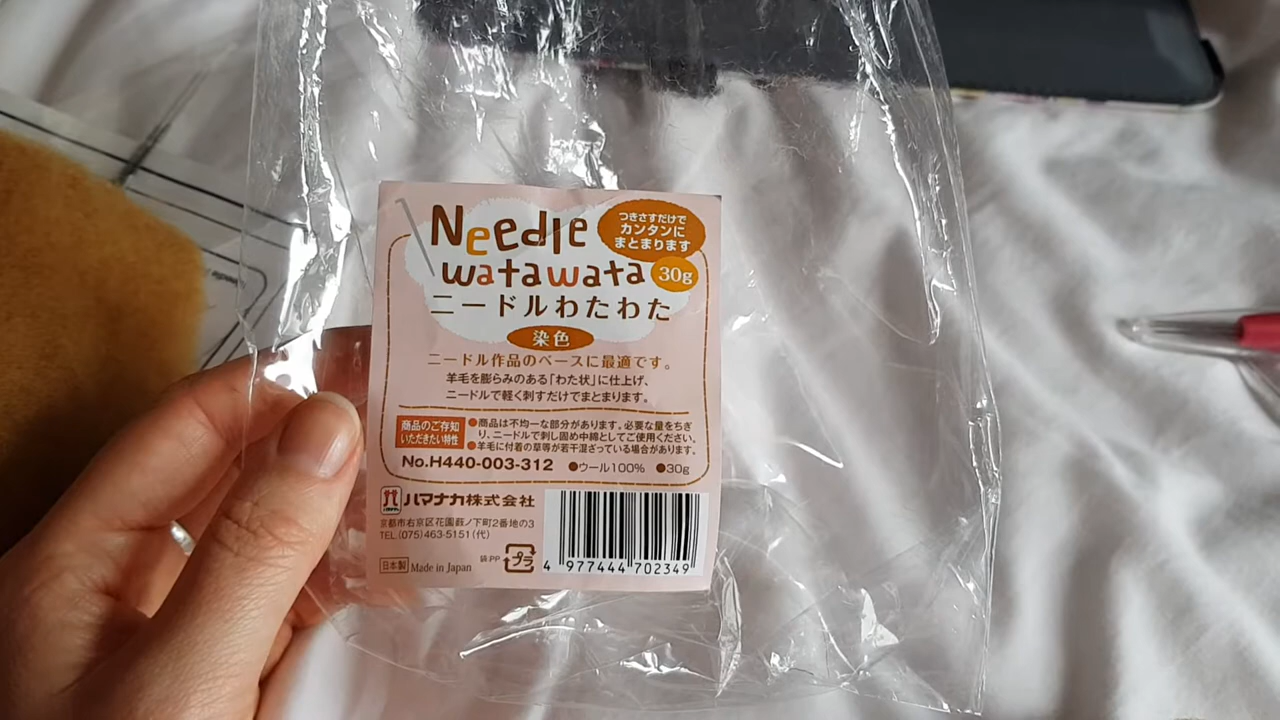 Needle
watawata
つきさすだけで
カンタンに
まとまります
30g
ニードルわたわた
染色
ニードル作品のベースに最適です。
羊毛を膨らみのある「わた状」に仕上げ、
ニードルで軽く刺すだけでまとまります。
商品のご存知
いただきたい特性
●商品は不均一な部分があります。必要な量をちぎ
り、ニードルで刺し固め中綿としてご使用ください。
●羊毛に付着の草等が若干混ざっている場合があります。
No.H440-003-312 ●ウール100% ●30g
ハマナカ株式会社
京都市右京区花園薮ノ下町2番地の3
TEL.(075)463-5151(代)
日本製 Made in Japan
袋:PP
プラ
4 977444 702349